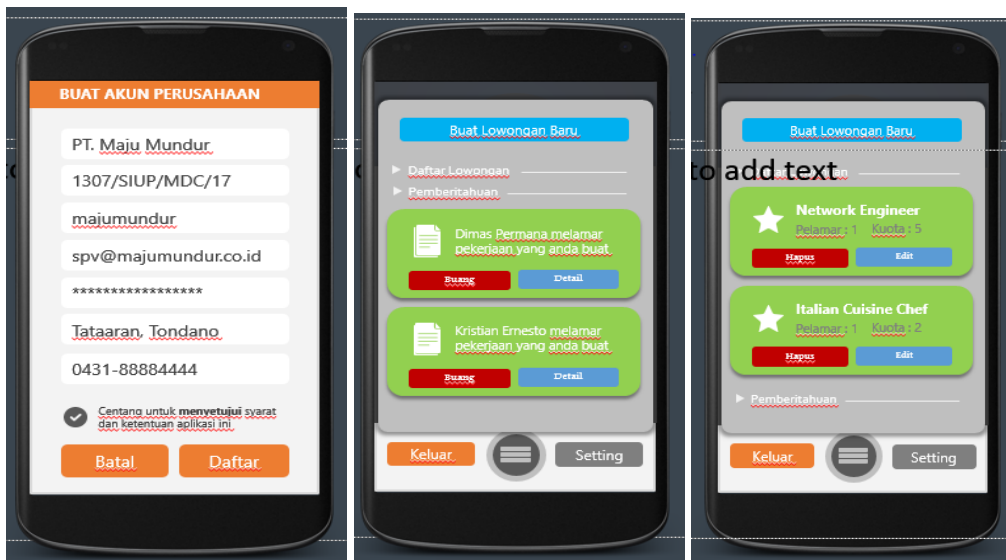 BUAT AKUN PERUSAHAAN
PT. Maju Mundur
1307/SIUP/MDC/17
majumundur
spv@majumundur.co.id
*****************
Tataaran, Tondano
0431-88884444
Centang untuk menyetujui syarat
dan ketentuan aplikasi ini
Batal
Daftar
Buat Lowongan Baru
Daftar Lowongan
Pemberitahuan
Dimas Permana melamar
pekerjaan yang anda buat
Buang
Detail
Kristian Ernesto melamar
pekerjaan yang anda buat
Buang
Detail
Keluar
Setting
Buat Lowongan Baru
to add text
Network Engineer
Pelamar : 1 Kuota : 5
Hapus
Edit
Italian Cuisine Chef
Pelamar : 1 Kuota : 2
Hapus
Edit
Pemberitahuan
Keluar
Setting